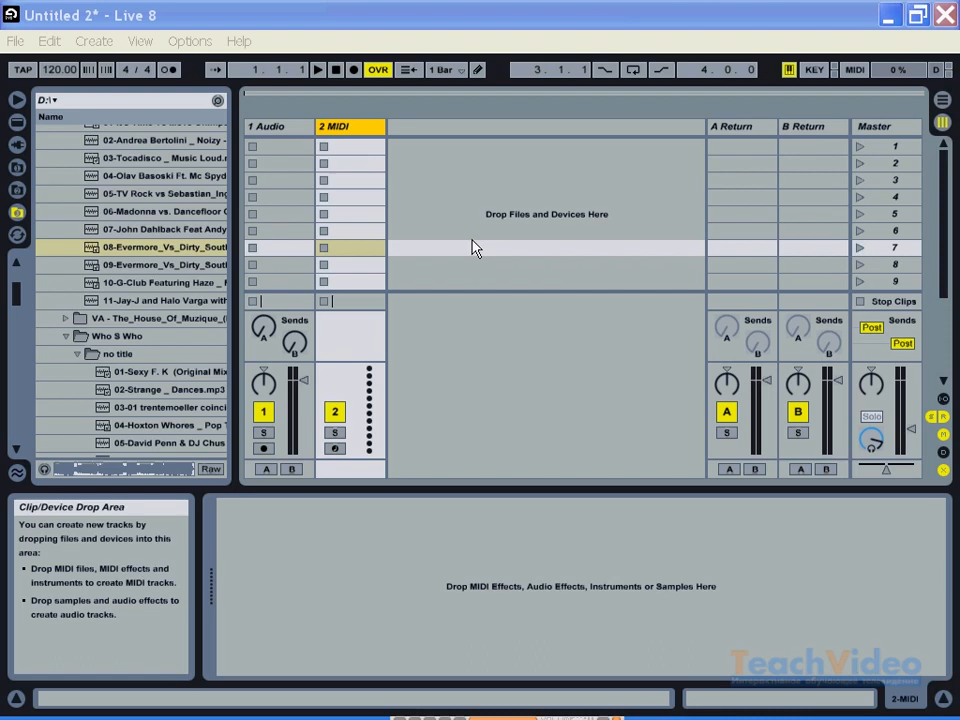 Untitled 2* - Live 8
File Edit Create View Options Help
TAP 120.00 4 / 4 1. 1. 1 OVR 1 Bar 3. 1. 1 4. 0. 0 KEY MIDI 0 % D
D:\
Name
02-Andrea Bertolini _ Noizy -
03-Tocadisco _ Music Loud.r
04-Olav Basoski Ft. Mc Spy
05-TV Rock vs Sebastian_Ing
06-Madonna vs. Dancefloor
07-John Dahlback Feat Andy
08-Evermore_Vs_Dirty_Sout
09-Evermore_Vs_Dirty_Sout
10-G-Club Featuring Haze _
11-Jay-J and Halo Varga with
VA - The_House_Of_Muzique_(
Who S Who
no title
01-Sexy F. K (Original Mix
02-Strange _ Dances.mp3
03-01 trentemoeller coinci
04-Hoxton Whores _ Pop
05-David Penn & DJ Chus
Raw
1 Audio 2 MIDI A Return B Return Master
1
2
3
4
Drop Files and Devices Here 5
6
7
8
9
Stop Clips
Sends Sends Sends Sends
A B A B A B Post Post
1 2 A B Solo
S S S S
A B A B A B
Clip/Device Drop Area
You can create new tracks by
dropping files and devices into this
area:
Drop MIDI files, MIDI effects and
instruments to create MIDI tracks.
Drop samples and audio effects to
create audio tracks.
Drop MIDI Effects, Audio Effects, Instruments or Samples Here
TeachVideo
2-MIDI